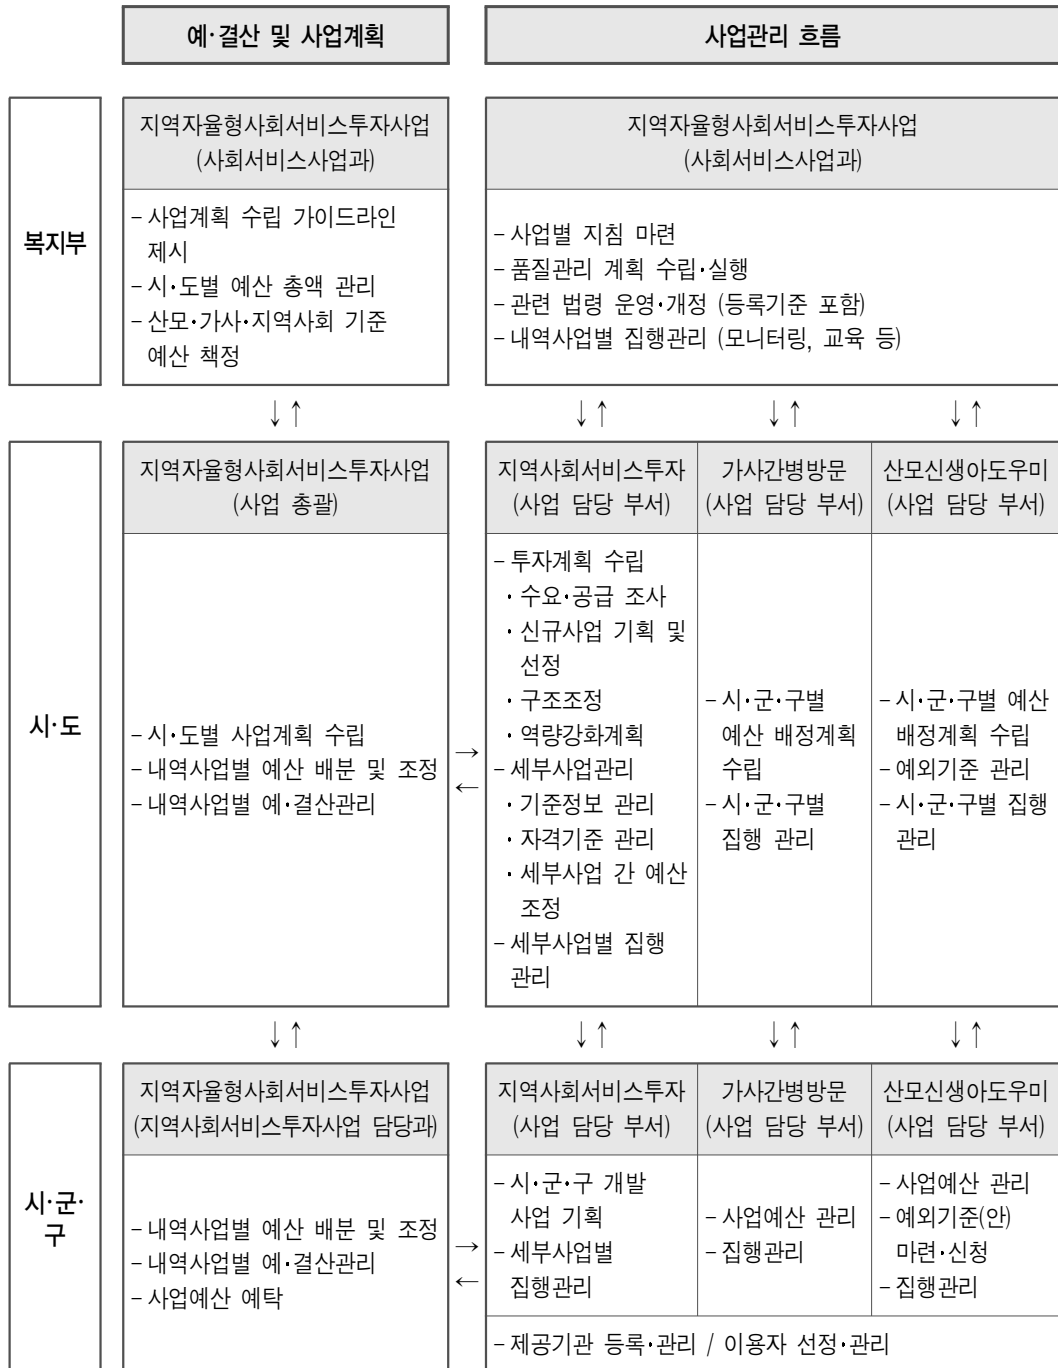 예·결산 및 사업계획
사업관리 흐름
복지부
지역자율형사회서비스투자사업
(사회서비스사업과)
- 사업계획 수립 가이드라인
제시
- 시·도별 예산 총액 관리
- 산모·가사·지역사회 기준
예산 책정
지역자율형사회서비스투자사업
(사회서비스사업과)
- 사업별 지침 마련
- 품질관리 계획 수립·실행
- 관련 법령 운영·개정 (등록기준 포함)
- 내역사업별 집행관리 (모니터링, 교육 등)
↓↑
↓↑
↓↑
↓↑
시·도
지역자율형사회서비스투자사업
(사업 총괄)
- 시·도별 사업계획 수립
- 내역사업별 예산 배분 및 조정
- 내역사업별 예·결산관리
→
←
지역사회서비스투자
(사업 담당 부서)
- 투자계획 수립
· 수요·공급 조사
· 신규사업 기획 및
선정
· 구조조정
· 역량강화계획
- 세부사업관리
· 기준정보 관리
· 자격기준 관리
· 세부사업 간 예산
조정
- 세부사업별 집행
관리
가사간병방문
(사업 담당 부서)
- 시·군·구별
예산 배정계획
수립
- 시·군·구별
집행 관리
산모신생아도우미
(사업 담당 부서)
- 시·군·구별 예산
배정계획 수립
- 예외기준 관리
- 시·군·구별 집행
관리
↓↑
↓↑
↓↑
↓↑
시·군·
구
지역자율형사회서비스투자사업
(지역사회서비스투자사업 담당과)
- 내역사업별 예산 배분 및 조정
- 내역사업별 예·결산관리
- 사업예산 예탁
→
←
지역사회서비스투자
(사업 담당 부서)
- 시·군·구 개발
사업 기획
- 세부사업별
집행관리
가사간병방문
(사업 담당 부서)
- 사업예산 관리
- 집행관리
산모신생아도우미
(사업 담당 부서)
- 사업예산 관리
- 예외기준(안)
마련·신청
- 집행관리
- 제공기관 등록·관리 / 이용자 선정·관리